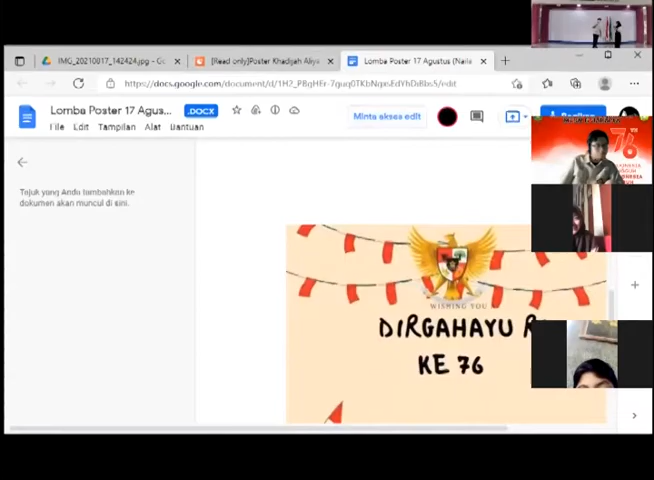 IMG_20210817_142424.jpg - Go
[Read only]Poster Khadijah Aliya
Lomba Poster 17 Agustus (Naila
Lomba Poster 17 Agus...
.DOCX
File Edit Tampilan Alat Bantuan
Minta akses edit
Bagikan
Tajuk yang Anda tambahkan ke
dokumen akan muncul di sini.
76
WISHING YOU
DIRGAHAYU
KE 76